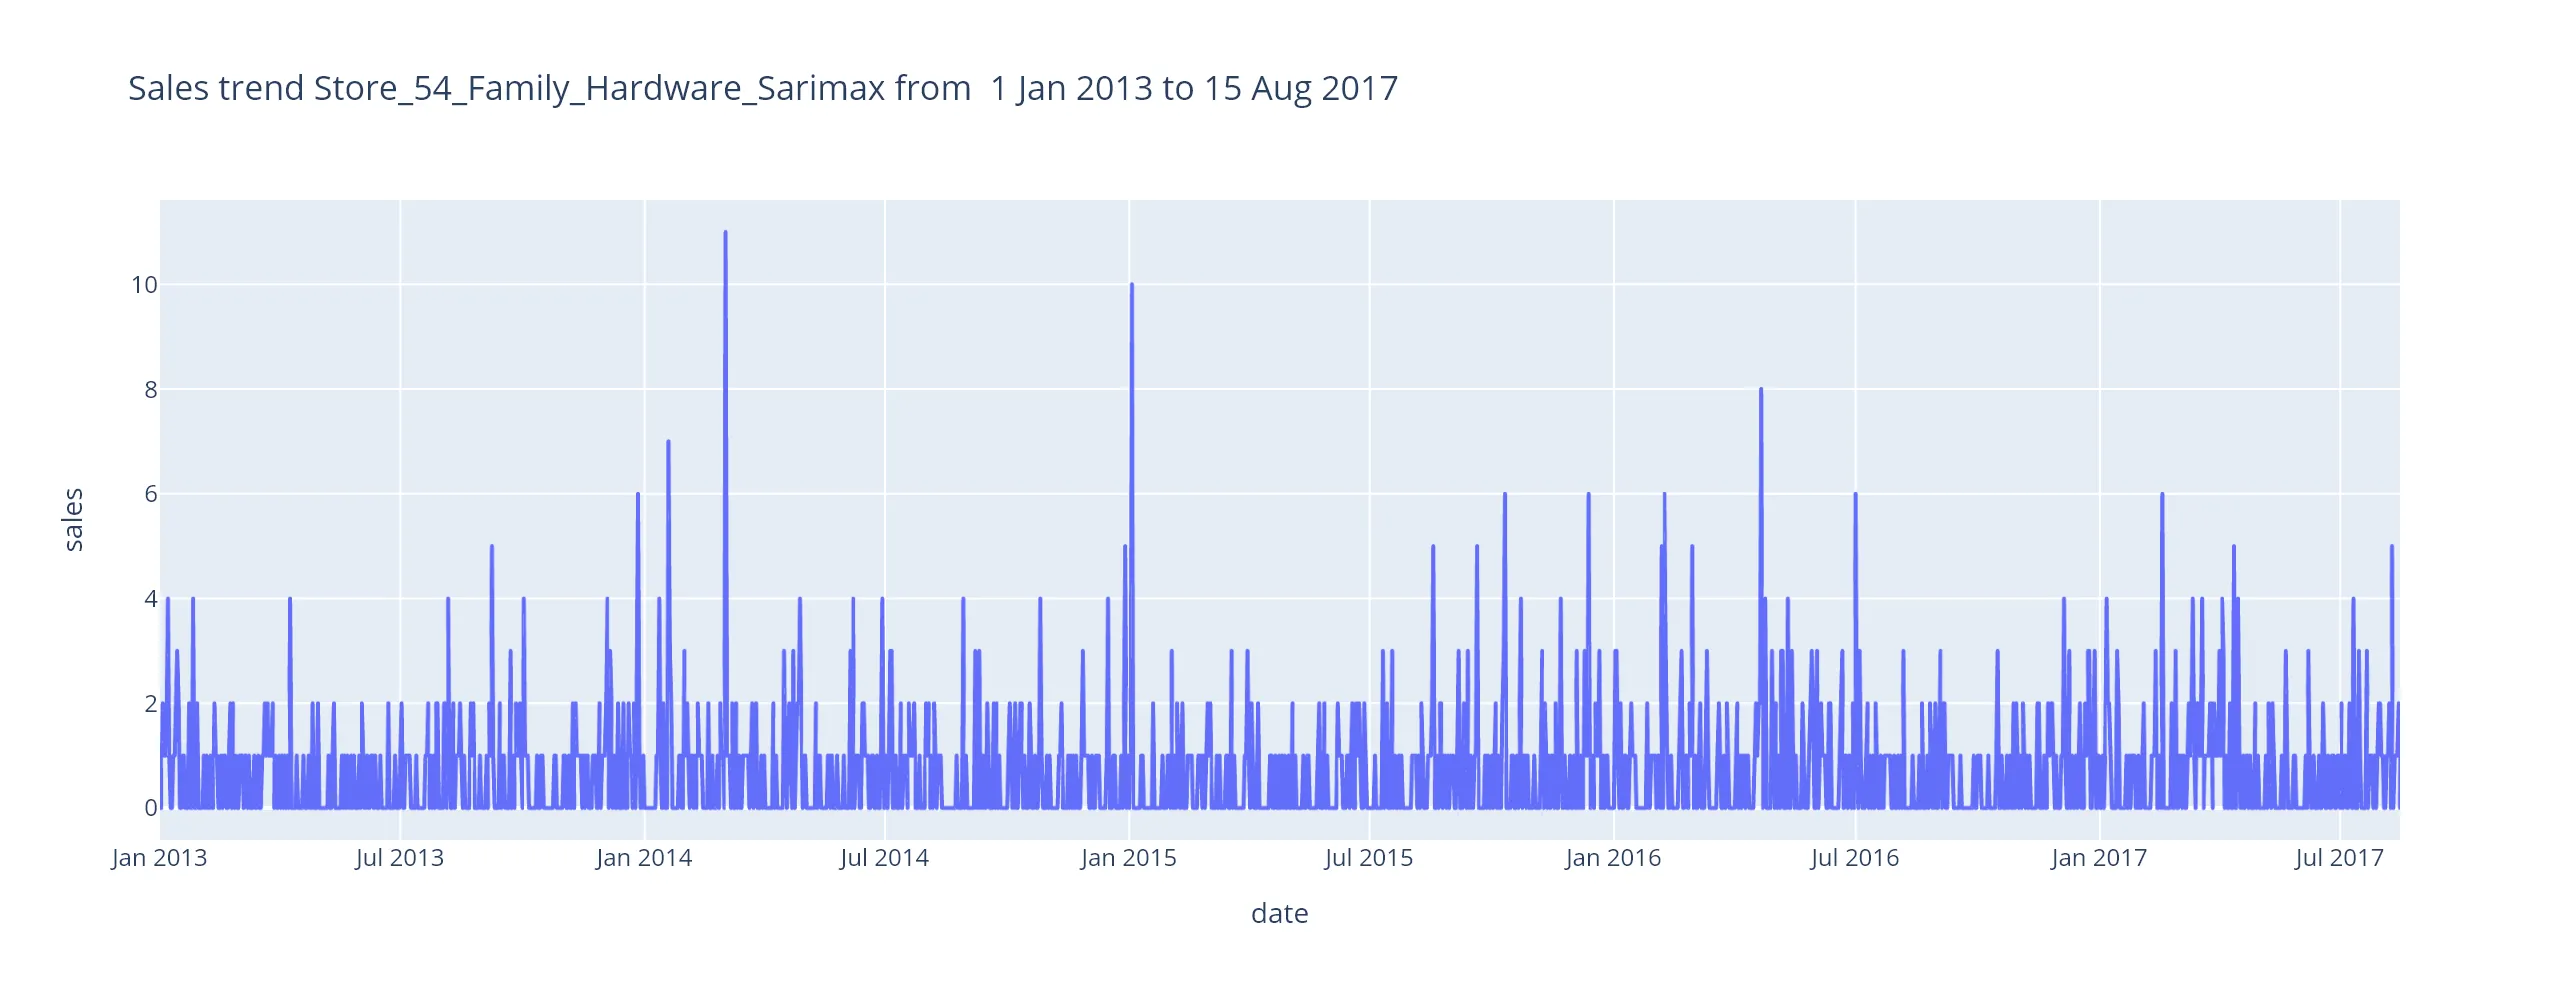 Sales trend Store_54_Family_Hardware_Sarimax from  1 Jan 2013 to 15 Aug 2017
10
8
6
4
2
0
sales
Jan 2013 Jul 2013 Jan 2014 Jul 2014 Jan 2015 Jul 2015 Jan 2016 Jul 2016 Jan 2017 Jul 2017
date